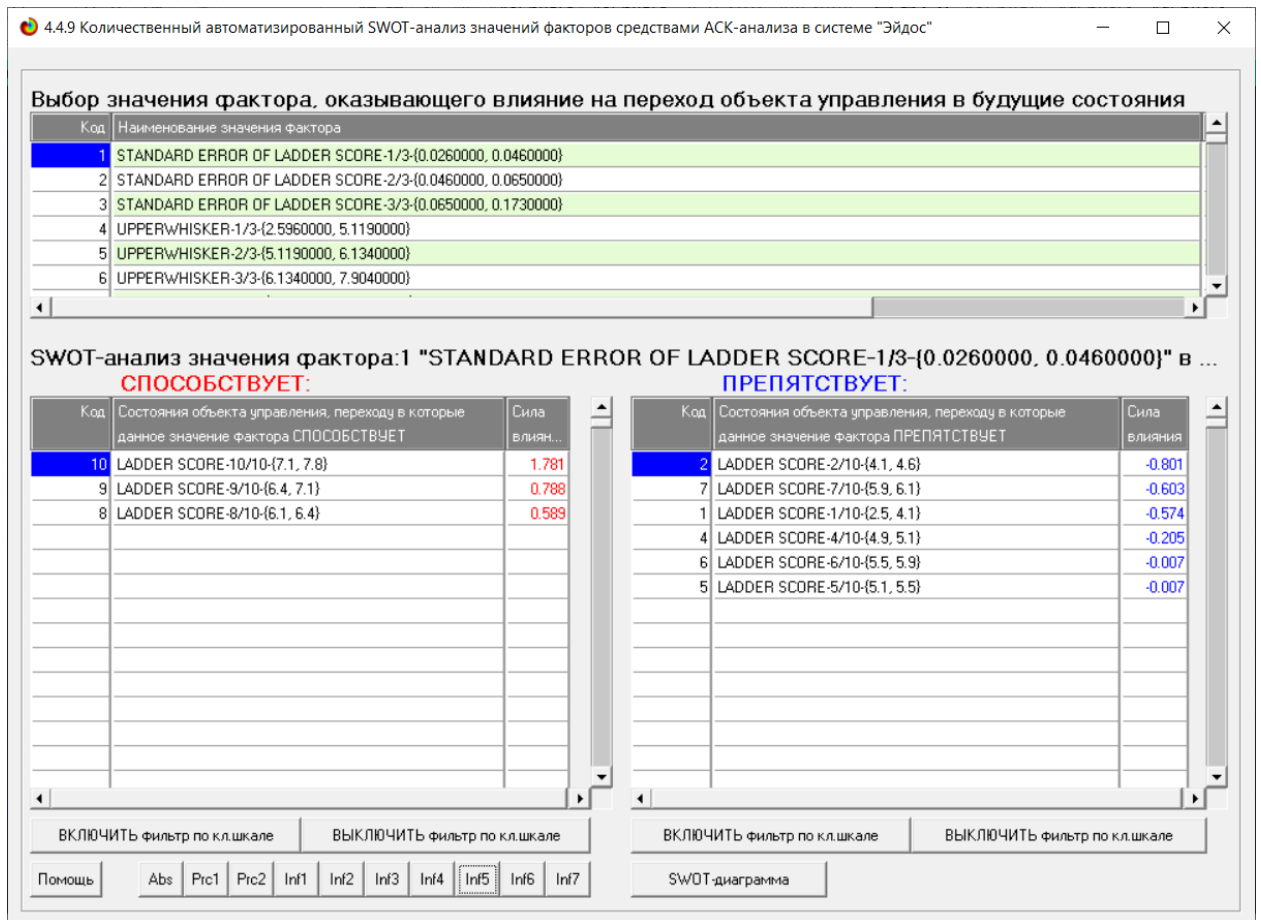 4.4.9 Количественный автоматизированный SWOT-анализ значений факторов средствами АСК-анализа в системе "Эйдос"
Выбор значения фактора, оказывающего влияние на переход объекта управления в будущие состояния
Код Наименование значения фактора
1 STANDARD ERROR OF LADDER SCORE-1/3-{0.0260000, 0.0460000}
2 STANDARD ERROR OF LADDER SCORE-2/3-{0.0460000, 0.0650000}
3 STANDARD ERROR OF LADDER SCORE-3/3-{0.0650000, 0.1730000}
4 UPPERWHISKER-1/3-{2.5960000, 5.1190000}
5 UPPERWHISKER-2/3-{5.1190000, 6.1340000}
6 UPPERWHISKER-3/3-{6.1340000, 7.9040000}
SWOT-анализ значения фактора:1 "STANDARD ERROR OF LADDER SCORE-1/3-{0.0260000, 0.0460000}" в ...
СПОСОБСТВУЕТ: ПРЕПЯТСТВУЕТ:
Код Состояния объекта управления, переходу в которые Сила
данное значение фактора СПОСОБСТВУЕТ влиян...
10 LADDER SCORE-10/10-{7.1, 7.8} 1.781
9 LADDER SCORE-9/10-{6.4, 7.1} 0.788
8 LADDER SCORE-8/10-{6.1, 6.4} 0.589
Код Состояния объекта управления, переходу в которые Сила
данное значение фактора ПРЕПЯТСТВУЕТ влияния
2 LADDER SCORE-2/10-{4.1, 4.6} -0.801
7 LADDER SCORE-7/10-{5.9, 6.1} -0.603
1 LADDER SCORE-1/10-{2.5, 4.1} -0.574
4 LADDER SCORE-4/10-{4.9, 5.1} -0.205
6 LADDER SCORE-6/10-{5.5, 5.9} -0.007
5 LADDER SCORE-5/10-{5.1, 5.5} -0.007
ВКЛЮЧИТЬ фильтр по кл.шкале ВЫКЛЮЧИТЬ фильтр по кл.шкале ВКЛЮЧИТЬ фильтр по кл.шкале ВЫКЛЮЧИТЬ фильтр по кл.шкале
Помощь Abs Prc1 Prc2 Inf1 Inf2 Inf3 Inf4 Inf5 Inf6 Inf7 SWOT-диаграмма